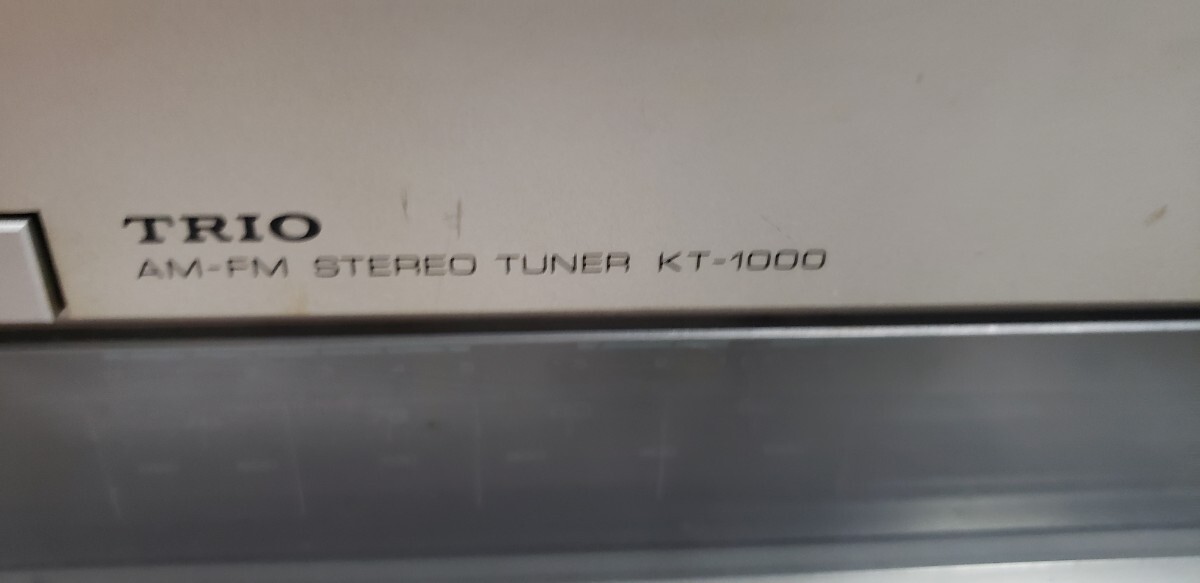 TRIO
AM-FM STEREO TUNER KT-1000